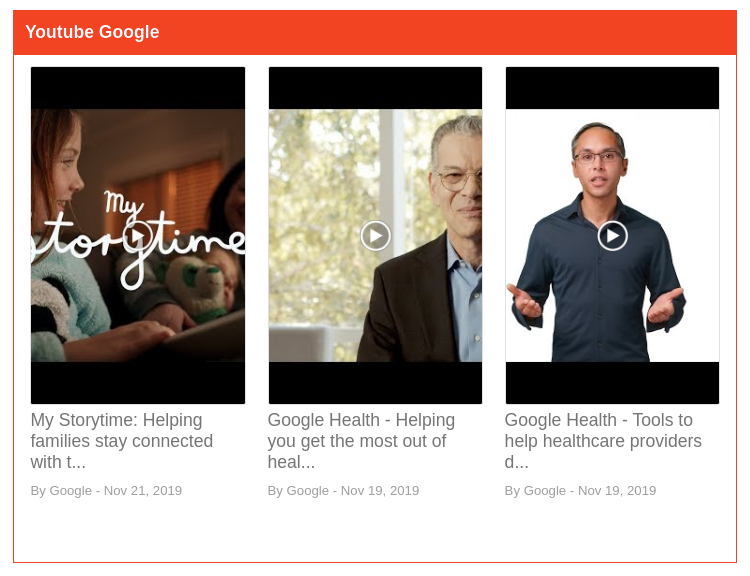 Youtube Google
My
storytime
My Storytime: Helping
families stay connected
with t...
By Google - Nov 21, 2019
Google Health - Helping
you get the most out of
heal...
By Google - Nov 19, 2019
Google Health - Tools to
help healthcare providers
d...
By Google - Nov 19, 2019